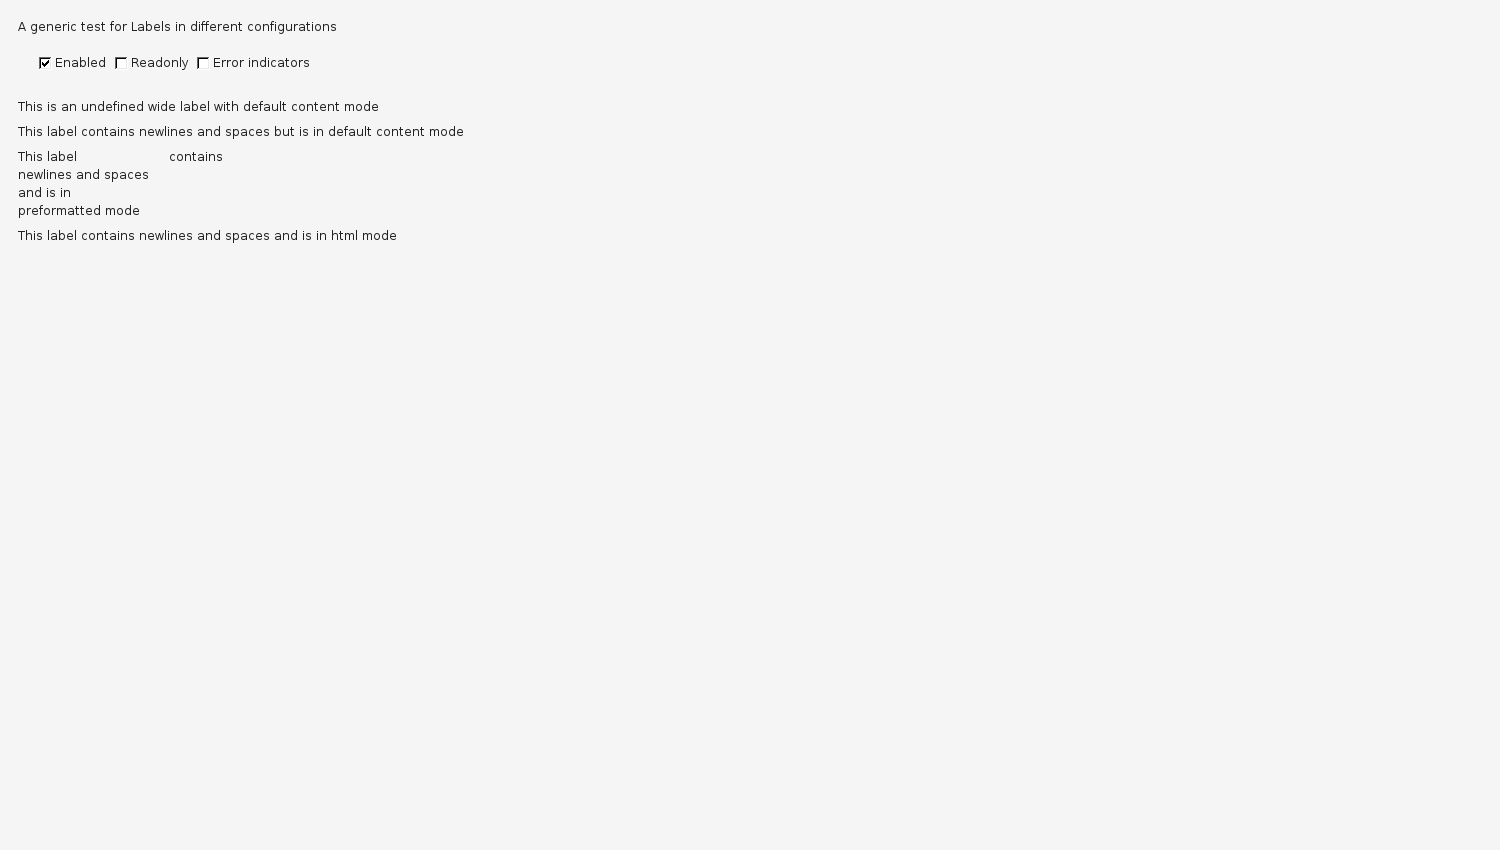 A generic test for Labels in different configurations
Enabled Readonly Error indicators
This is an undefined wide label with default content mode
This label contains newlines and spaces but is in default content mode
This label contains
newlines and spaces
and is in
preformatted mode
This label contains newlines and spaces and is in html mode